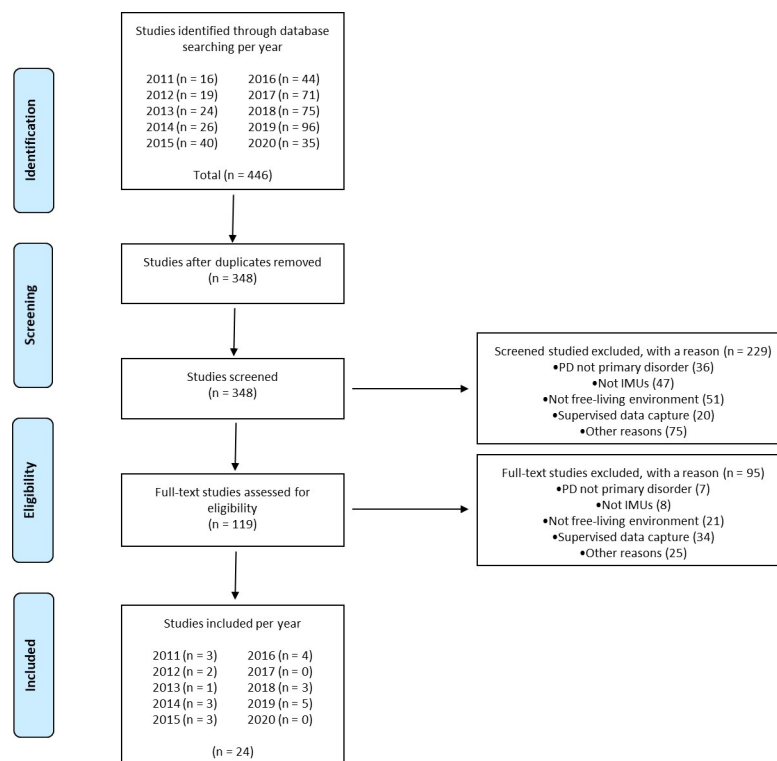 Identification
Studies identified through database
searching per year
2011 (n = 16) 2016 (n = 44)
2012 (n = 19) 2017 (n = 71)
2013 (n = 24) 2018 (n = 75)
2014 (n = 26) 2019 (n = 96)
2015 (n = 40) 2020 (n = 35)
Total (n = 446)
Screening
Studies after duplicates removed
(n = 348)
Studies screened
(n = 348)
Screened studied excluded, with a reason (n = 229)
•PD not primary disorder (36)
•Not IMUs (47)
•Not free-living environment (51)
•Supervised data capture (20)
•Other reasons (75)
Eligibility
Full-text studies assessed for
eligibility
(n = 119)
Full-text studies excluded, with a reason (n = 95)
•PD not primary disorder (7)
•Not IMUs (8)
•Not free-living environment (21)
•Supervised data capture (34)
•Other reasons (25)
Included
Studies included per year
2011 (n = 3) 2016 (n = 4)
2012 (n = 2) 2017 (n = 0)
2013 (n = 1) 2018 (n = 3)
2014 (n = 3) 2019 (n = 5)
2015 (n = 3) 2020 (n = 0)
(n = 24)